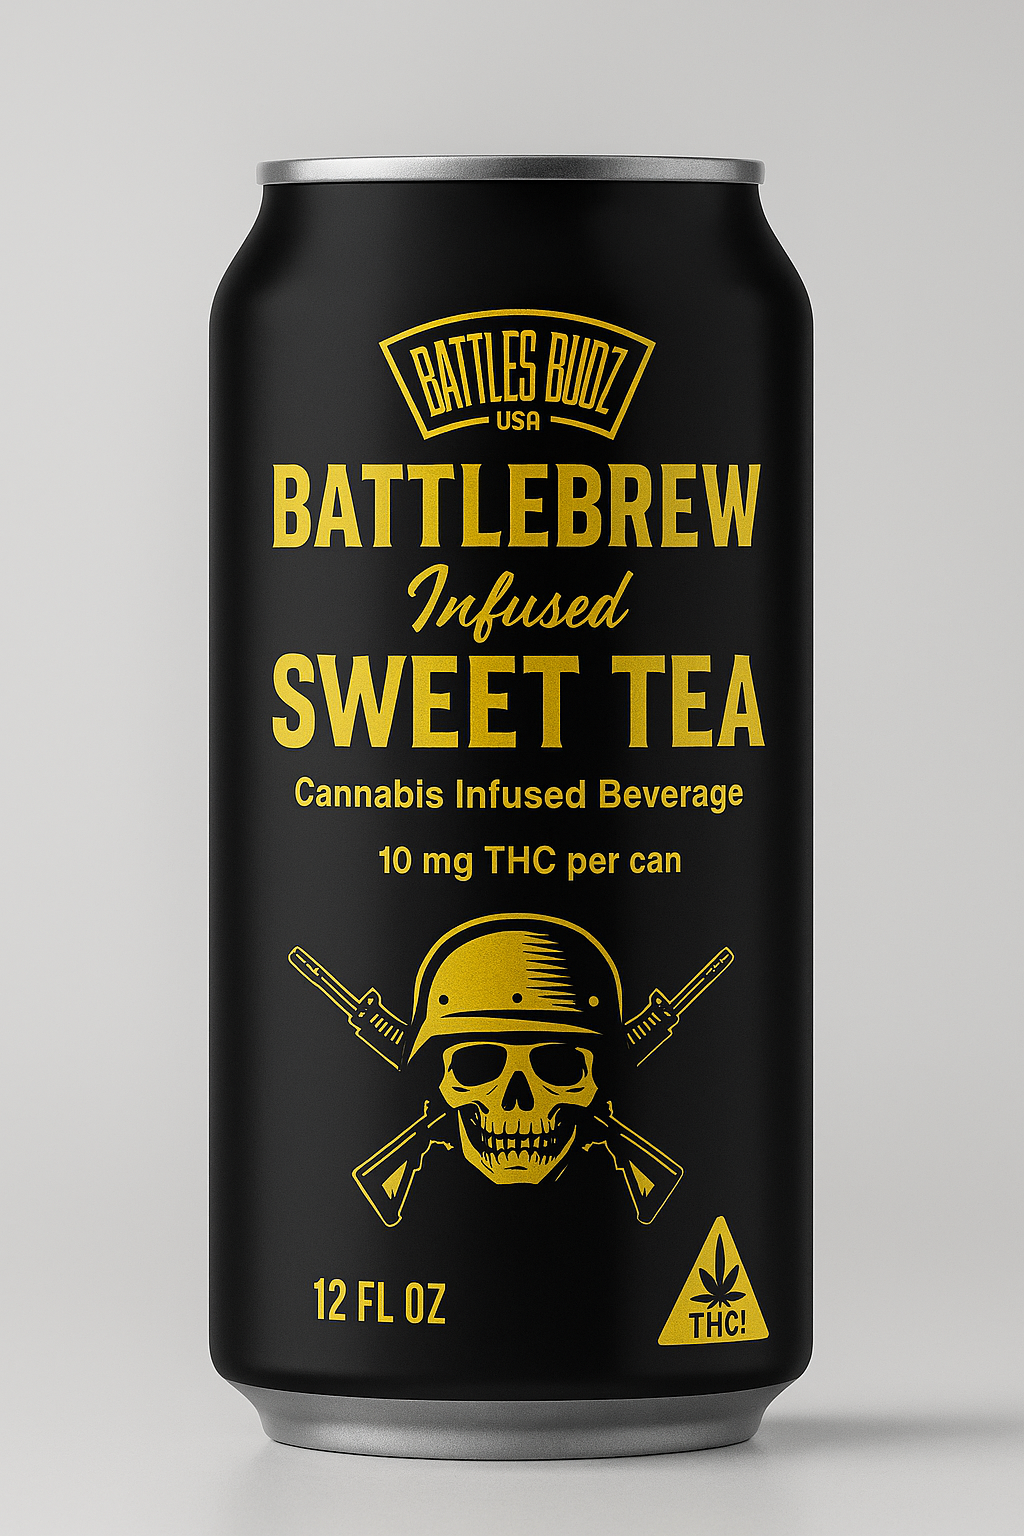 BATTLES BUDZ
USA
BATTLEBREW
Infused
SWEET TEA
Cannabis Infused Beverage
10 mg THC per can
12 FL OZ
THC!